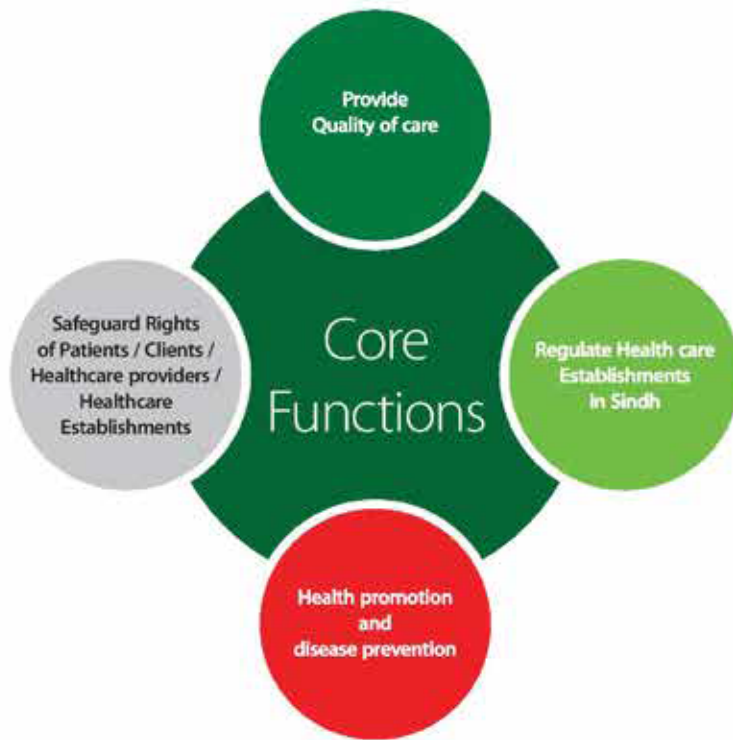 Provide
Quality of care
Safeguard Rights
of Patients / Clients /
Healthcare providers /
Healthcare
Establishments
Core
Functions
Regulate Health care
Establishments
in Sindh
Health promotion
and
disease prevention